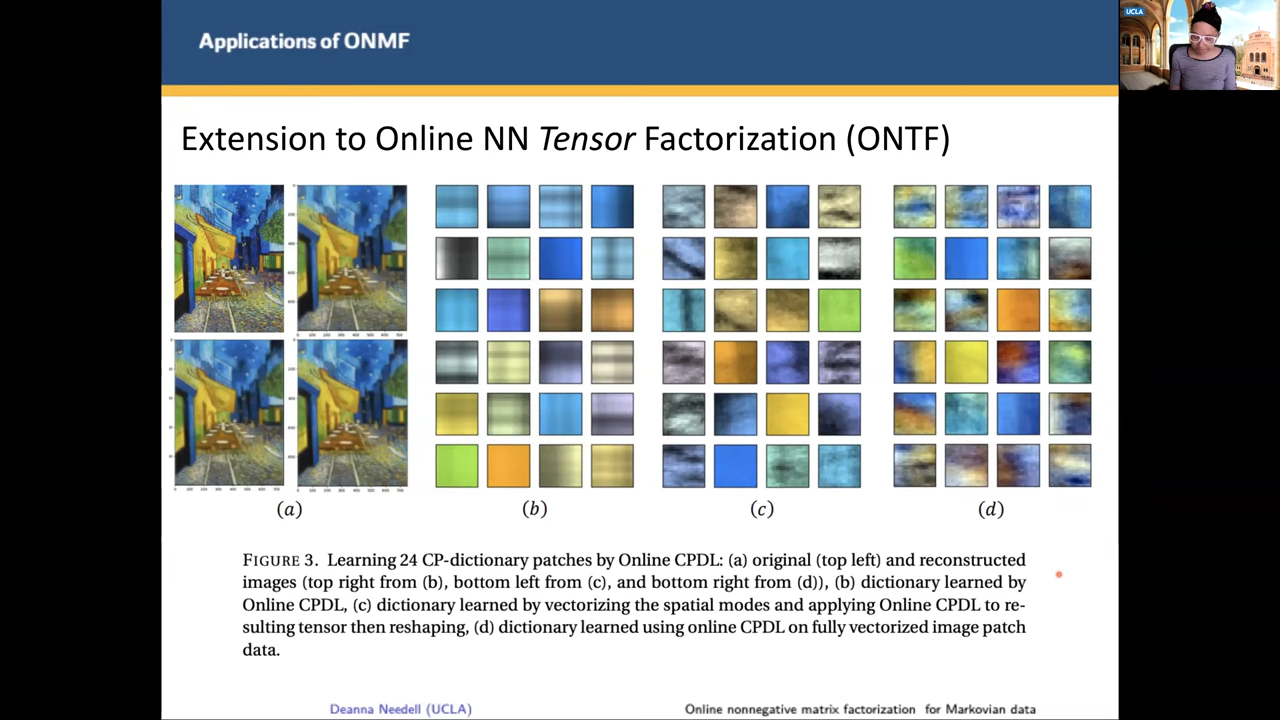 Applications of ONMF
UCLA
Extension to Online NN Tensor Factorization (ONTF)
(a)
(b)
(c)
(d)
FIGURE 3. Learning 24 CP-dictionary patches by Online CPDL: (a) original (top left) and reconstructed
images (top right from (b), bottom left from (c), and bottom right from (d)), (b) dictionary learned by
Online CPDL, (c) dictionary learned by vectorizing the spatial modes and applying Online CPDL to re-
sulting tensor then reshaping, (d) dictionary learned using online CPDL on fully vectorized image patch
data.
Deanna Needell (UCLA)
Online nonnegative matrix factorization for Markovian data